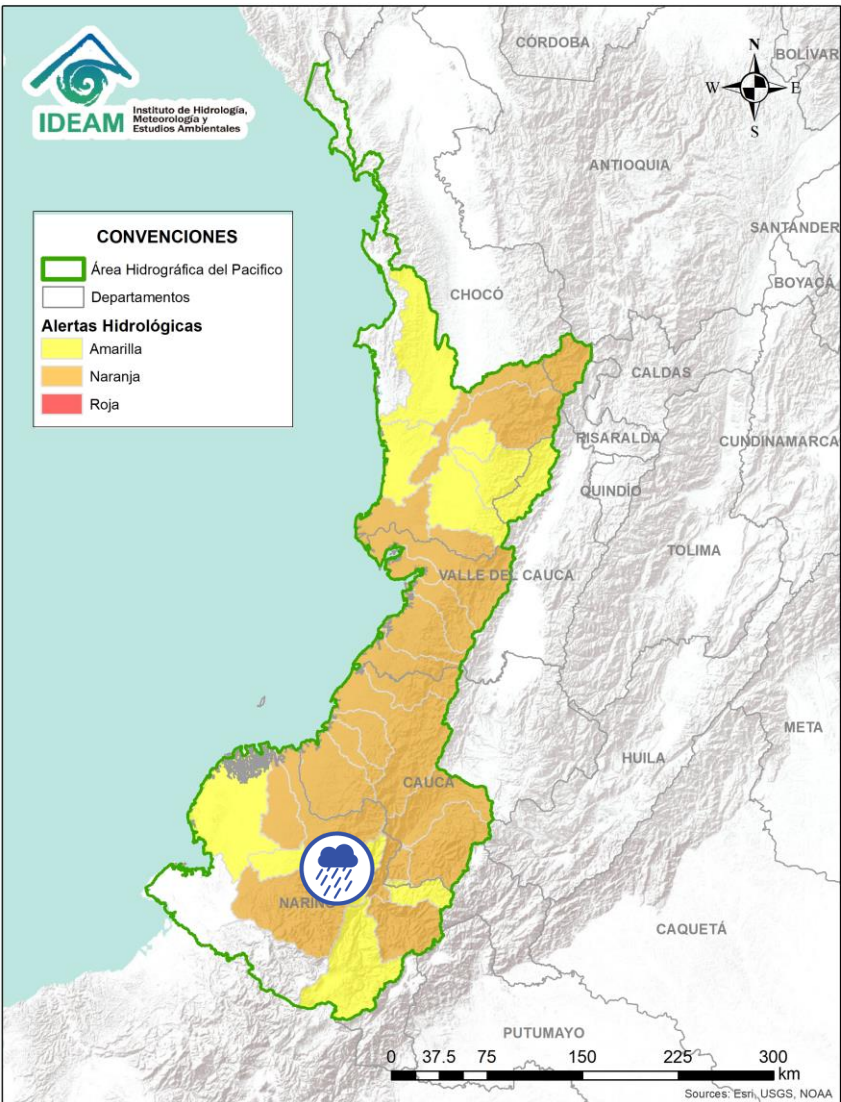 IDEAM
Instituto de Hidrología,
Meteorología y
Estudios Ambientales
N
W E
S
CÓRDOBA
BOLÍVAR
ANTIOQUIA
SANTANDER
BOYACÁ
CHOCÓ
CONVENCIONES
Área Hidrográfica del Pacifico
Departamentos
Alertas Hidrológicas
Amarilla
Naranja
Roja
CALDAS
RISARALDA
CUNDINAMARCA
QUINDÍO
TOLIMA
VALLE DEL CAUCA
META
HUILA
CAUCA
NARIÑO
CAQUETÁ
PUTUMAYO
0 37.5 75 150 225 300
km
Sources: Esri, USGS, NOAA